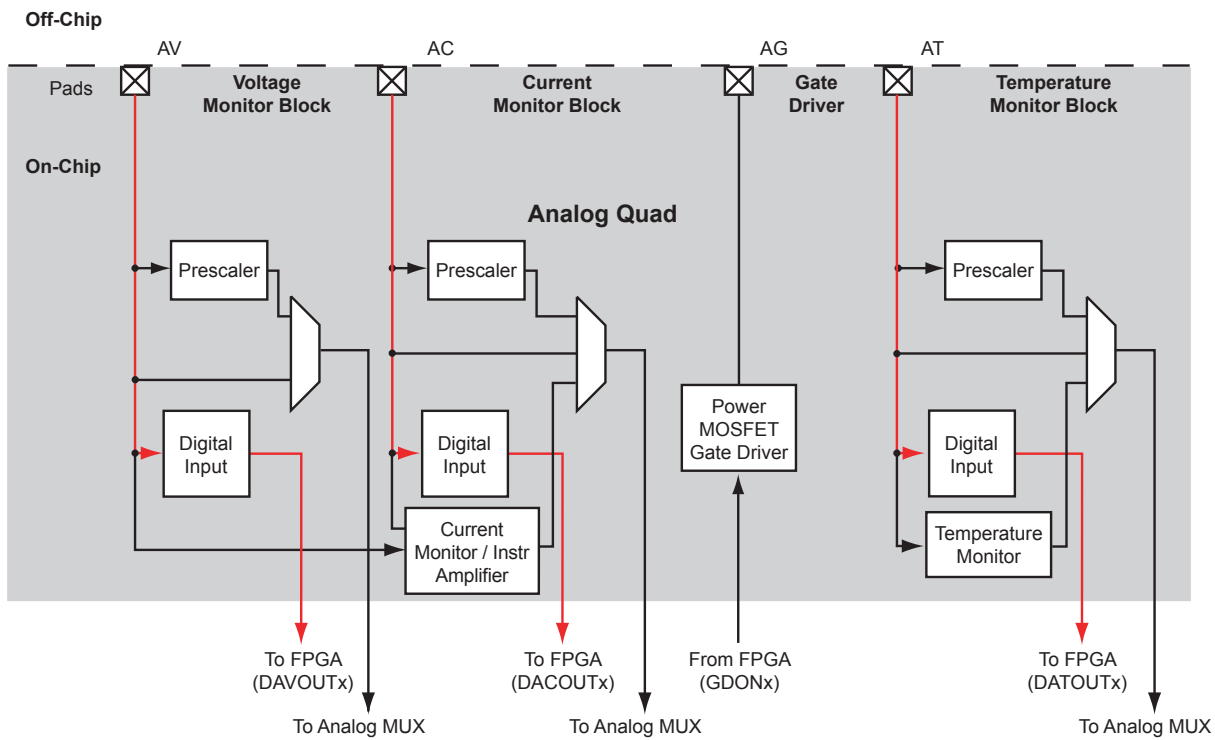 Off-Chip
AV
AC
AG
AT
Pads
Voltage
Monitor Block
Current
Monitor Block
Gate
Driver
Temperature
Monitor Block
On-Chip
Analog Quad
Prescaler
Prescaler
Prescaler
Power
MOSFET
Gate Driver
Digital
Input
Digital
Input
Digital
Input
Current
Monitor / Instr
Amplifier
Temperature
Monitor
To FPGA
(DAVOUTx)
To FPGA
(DACOUTx)
From FPGA
(GDONx)
To FPGA
(DATOUTx)
To Analog MUX
To Analog MUX
To Analog MUX